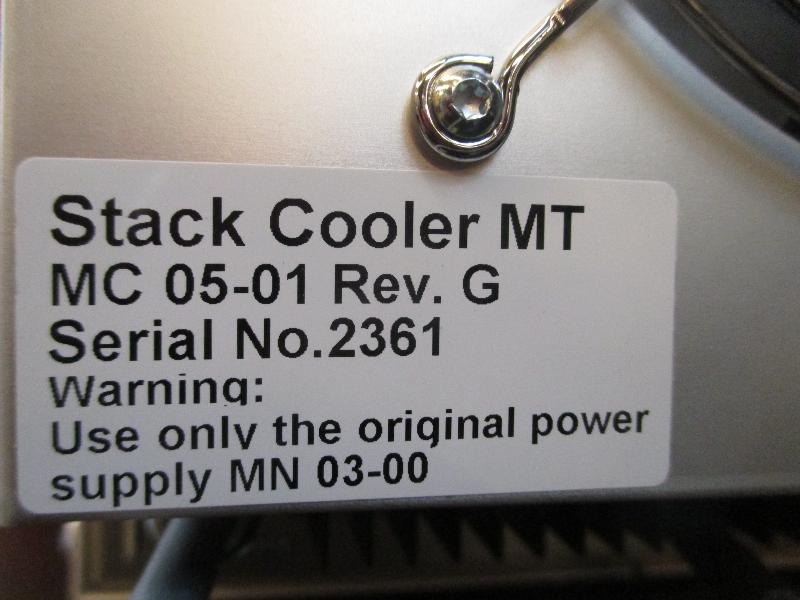 Stack Cooler MT
MC 05-01 Rev. G
Serial No.2361
Warning:
Use only the original power
supply MN 03-00